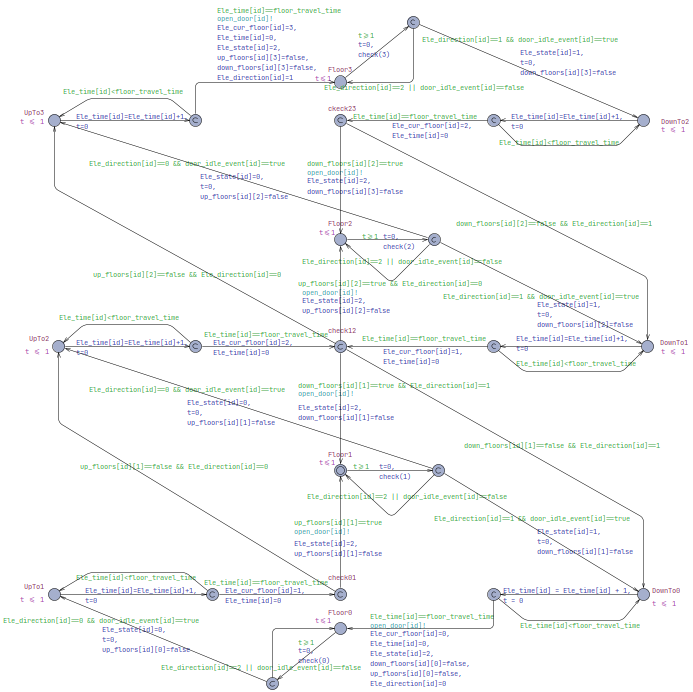 Ele_time[id]==floor_travel_time
open_door[id]!
Ele_cur_floor[id]=3,
Ele_time[id]=0,
Ele_state[id]=2,
up_floors[id][3]=false,
down_floors[id][3]=false,
Ele_direction[id]=1
t≥1
t=0,
check(3)
C
Ele_direction[id]==1 && door_idle_event[id]==true
Ele_state[id]=1,
t=0,
down_floors[id][3]=false
Floor3
t≤1
Ele_direction[id]==2 || door_idle_event[id]==false
Ele_time[id]<floor_travel_time
UpTo3
t ≤ 1
Ele_time[id]=Ele_time[id]+1,
t=0
C
ckeck23
C
Ele_time[id]==floor_travel_time
Ele_cur_floor[id]=2,
Ele_time[id]=0
C
Ele_time[id]=Ele_time[id]+1,
t=0
Ele_time[id]<floor_travel_time
DownTo2
t ≤ 1
Ele_direction[id]==0 && door_idle_event[id]==true
Ele_state[id]=0,
t=0,
up_floors[id][2]=false
down_floors[id][2]==true
open_door[id]!
Ele_state[id]=2,
down_floors[id][3]=false
down_floors[id][2]==false && Ele_direction[id]==1
Floor2
t≤1
t≥1
t=0,
check(2)
C
Ele_direction[id]==2 || door_idle_event[id]==false
up_floors[id][2]==false && Ele_direction[id]==0
up_floors[id][2]==true && Ele_direction[id]==0
open_door[id]!
Ele_state[id]=2,
up_floors[id][2]=false
Ele_direction[id]==1 && door_idle_event[id]==true
Ele_state[id]=1,
t=0,
down_floors[id][2]=false
Ele_time[id]<floor_travel_time
UpTo2
t ≤ 1
Ele_time[id]=Ele_time[id]+1,
t=0
C
Ele_time[id]==floor_travel_time
Ele_cur_floor[id]=2,
Ele_time[id]=0
check12
C
Ele_time[id]==floor_travel_time
Ele_cur_floor[id]=1,
Ele_time[id]=0
C
Ele_time[id]=Ele_time[id]+1,
t=0
Ele_time[id]<floor_travel_time
DownTo1
t ≤ 1
Ele_direction[id]==0 && door_idle_event[id]==true
Ele_state[id]=0,
t=0,
up_floors[id][1]=false
down_floors[id][1]==true && Ele_direction[id]==1
open_door[id]!
Ele_state[id]=2,
down_floors[id][1]=false
down_floors[id][1]==false && Ele_direction[id]==1
Floor1
t≤1
t≥1
t=0,
check(1)
C
up_floors[id][1]==false && Ele_direction[id]==0
Ele_direction[id]==2 || door_idle_event[id]==false
up_floors[id][1]==true
open_door[id]!
Ele_state[id]=2,
up_floors[id][1]=false
Ele_direction[id]==1 && door_idle_event[id]==true
Ele_state[id]=1,
t=0,
down_floors[id][1]=false
Ele_time[id]<floor_travel_time
UpTo1
t ≤ 1
Ele_time[id]=Ele_time[id]+1,
t=0
C
Ele_time[id]==floor_travel_time
Ele_cur_floor[id]=1,
Ele_time[id]=0
check01
C
C
Ele_time[id] = Ele_time[id] + 1,
t = 0
Ele_time[id]<floor_travel_time
DownTo0
t ≤ 1
Ele_direction[id]==0 && door_idle_event[id]==true
Ele_state[id]=0,
t=0,
up_floors[id][0]=false
Floor0
t≤1
t≥1
t=0,
check(0)
C
Ele_direction[id]==2 || door_idle_event[id]==false
Ele_time[id]==floor_travel_time
open_door[id]!
Ele_cur_floor[id]=0,
Ele_time[id]=0,
Ele_state[id]=2,
down_floors[id][0]=false,
up_floors[id][0]=false,
Ele_direction[id]=0